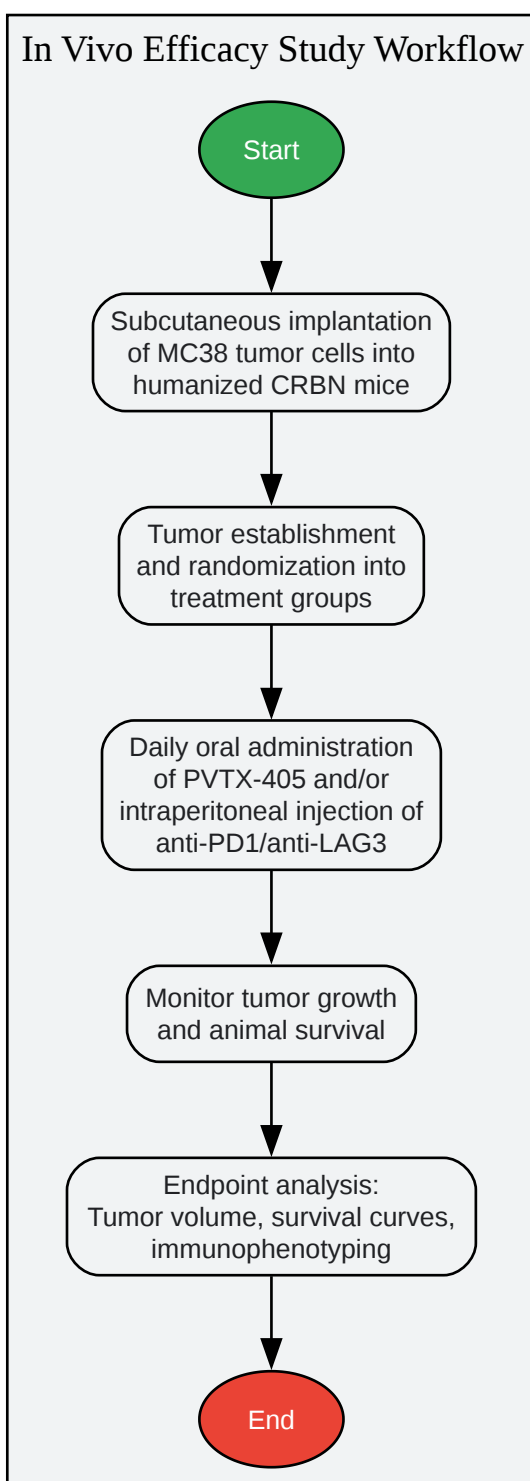 In Vivo Efficacy Study Workflow
Start
Subcutaneous implantation
of MC38 tumor cells into
humanized CRBN mice
Tumor establishment
and randomization into
treatment groups
Daily oral administration
of PVTX-405 and/or
intraperitoneal injection of
anti-PD1/anti-LAG3
Monitor tumor growth
and animal survival
Endpoint analysis:
Tumor volume, survival curves,
immunophenotyping
End